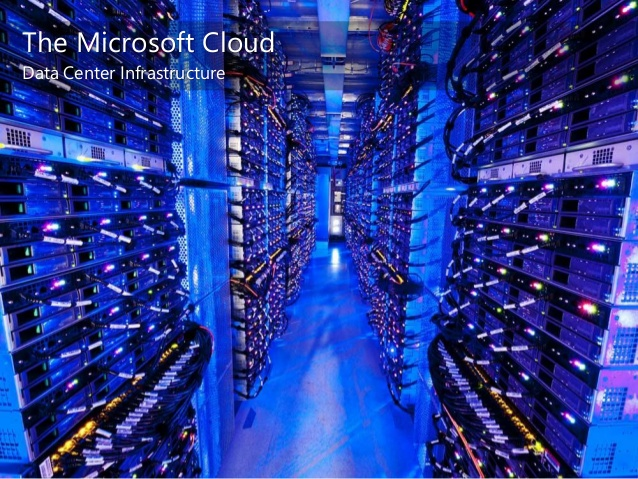 The Microsoft Cloud
Data Center Infrastructure